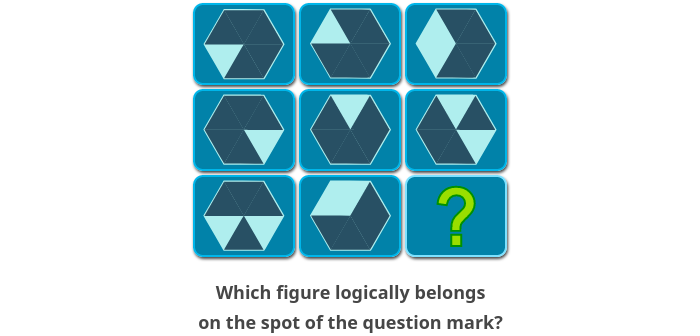 ?
Which figure logically belongs
on the spot of the question mark?